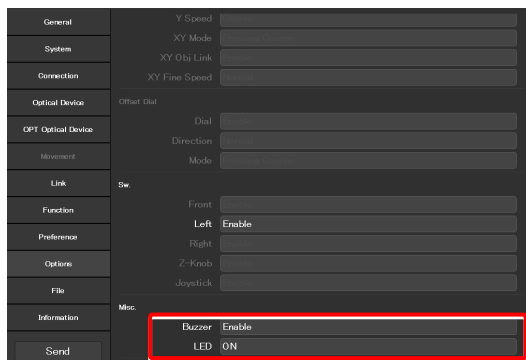 General
System
Connection
Optical Device
OPT Optical Device
Movement
Link
Function
Preference
Options
File
Information
Send
Y Speed
XY Mode
XY Obj Link
XY Fine Speed
Offset Dial
Dial
Direction
Mode
Sw.
Front
Left Enable
Right
Z-Knob
Joystick
Misc.
Buzzer Enable
LED ON